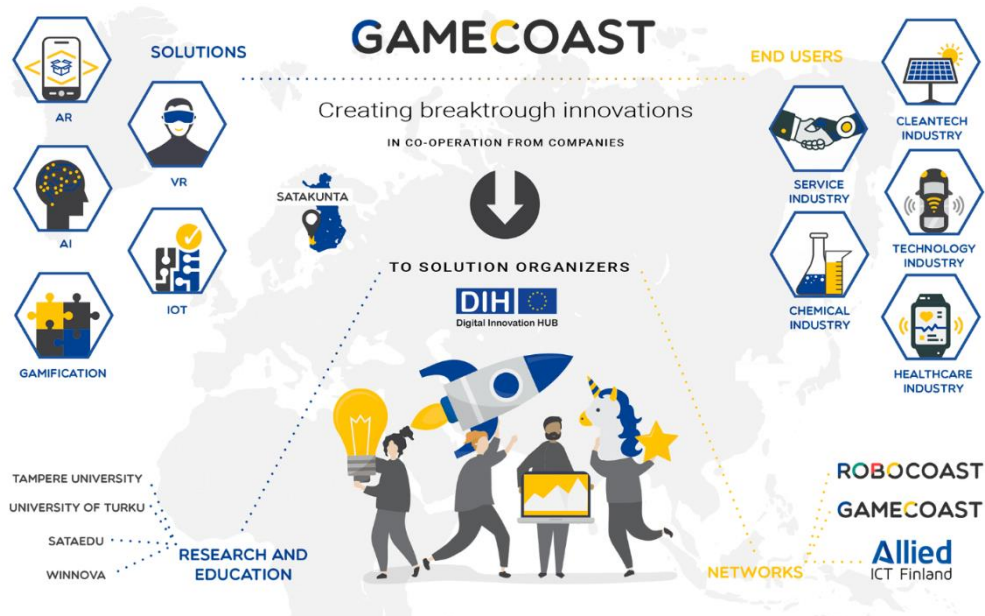 GAMECOAST
SOLUTIONS
END USERS
Creating breaktrough innovations
IN CO-OPERATION FROM COMPANIES
AR
VR
AI
IOT
GAMIFICATION
SATAKUNTA
CLEANTECH
INDUSTRY
SERVICE
INDUSTRY
TECHNOLOGY
INDUSTRY
CHEMICAL
INDUSTRY
HEALTHCARE
INDUSTRY
TO SOLUTION ORGANIZERS
DIH
Digital Innovation HUB
TAMPERE UNIVERSITY
UNIVERSITY OF TURKU
SATAEDU
WINNOVA
RESEARCH AND
EDUCATION
NETWORKS
ROBOCOAST
GAMECOAST
Allied
ICT Finland